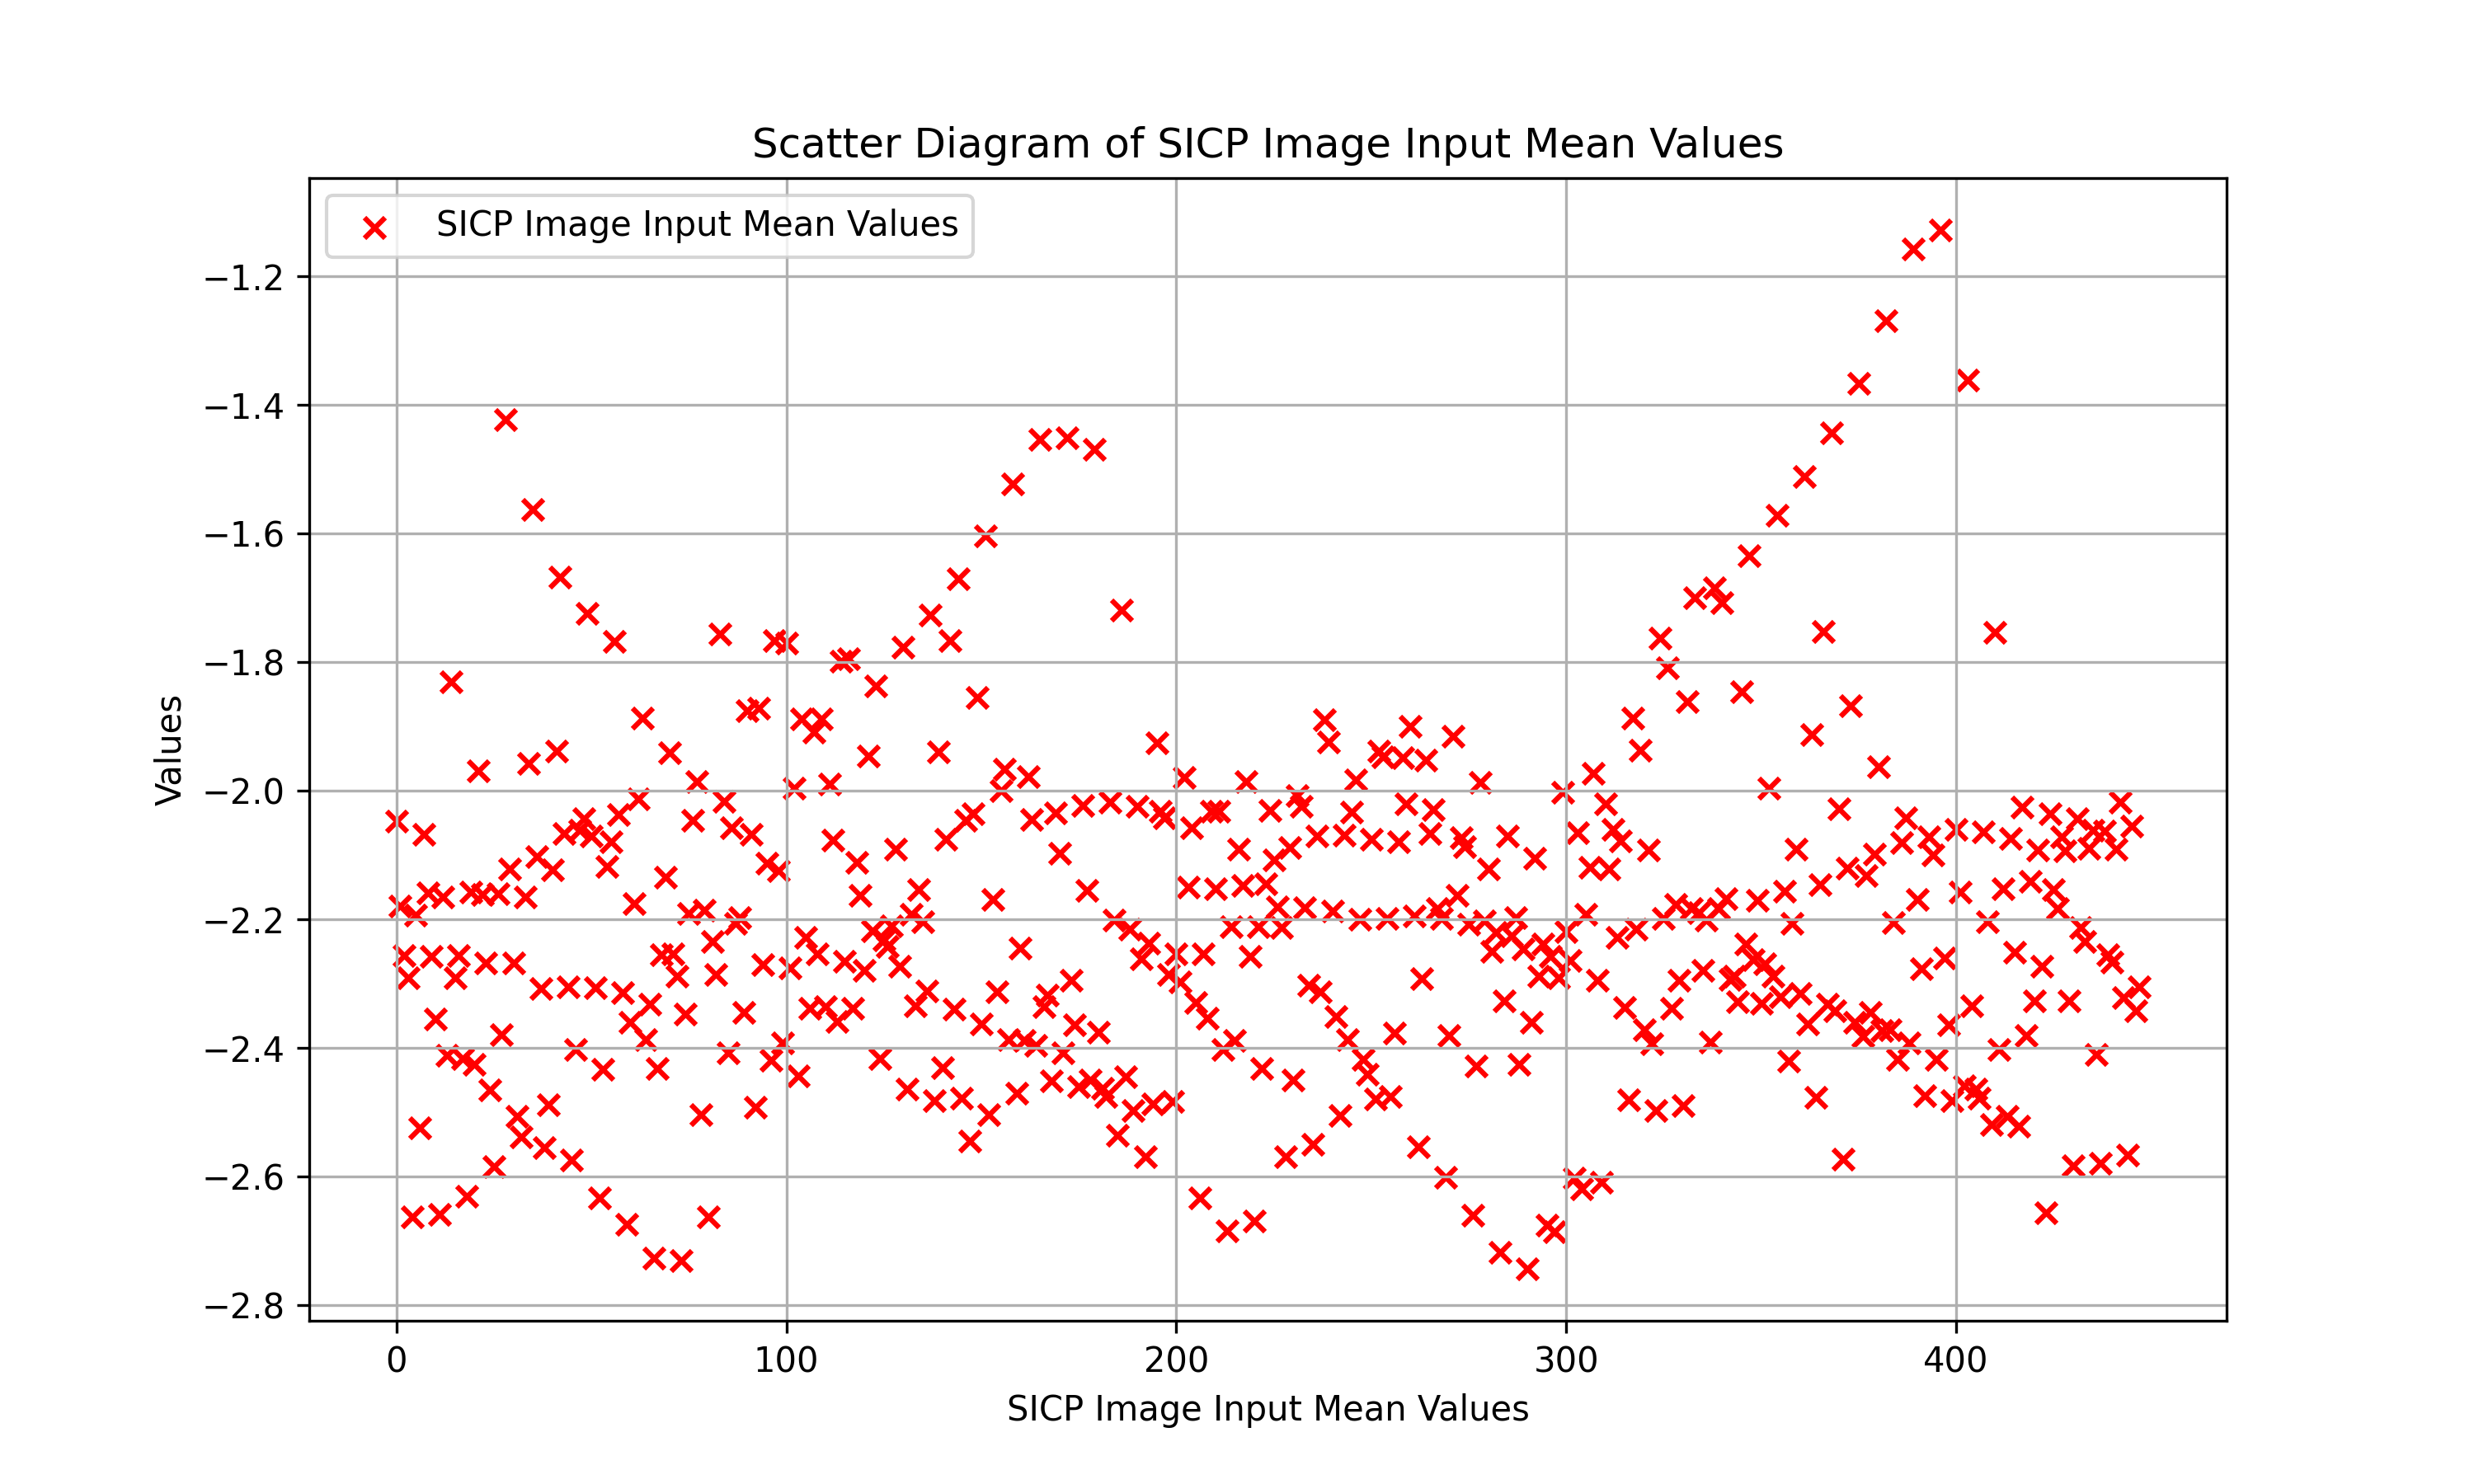 Scatter Diagram of SICP Image Input Mean Values
SICP Image Input Mean Values
−1.2
−1.4
−1.6
−1.8
−2.0
−2.2
−2.4
−2.6
−2.8
Values
0 100 200 300 400
SICP Image Input Mean Values